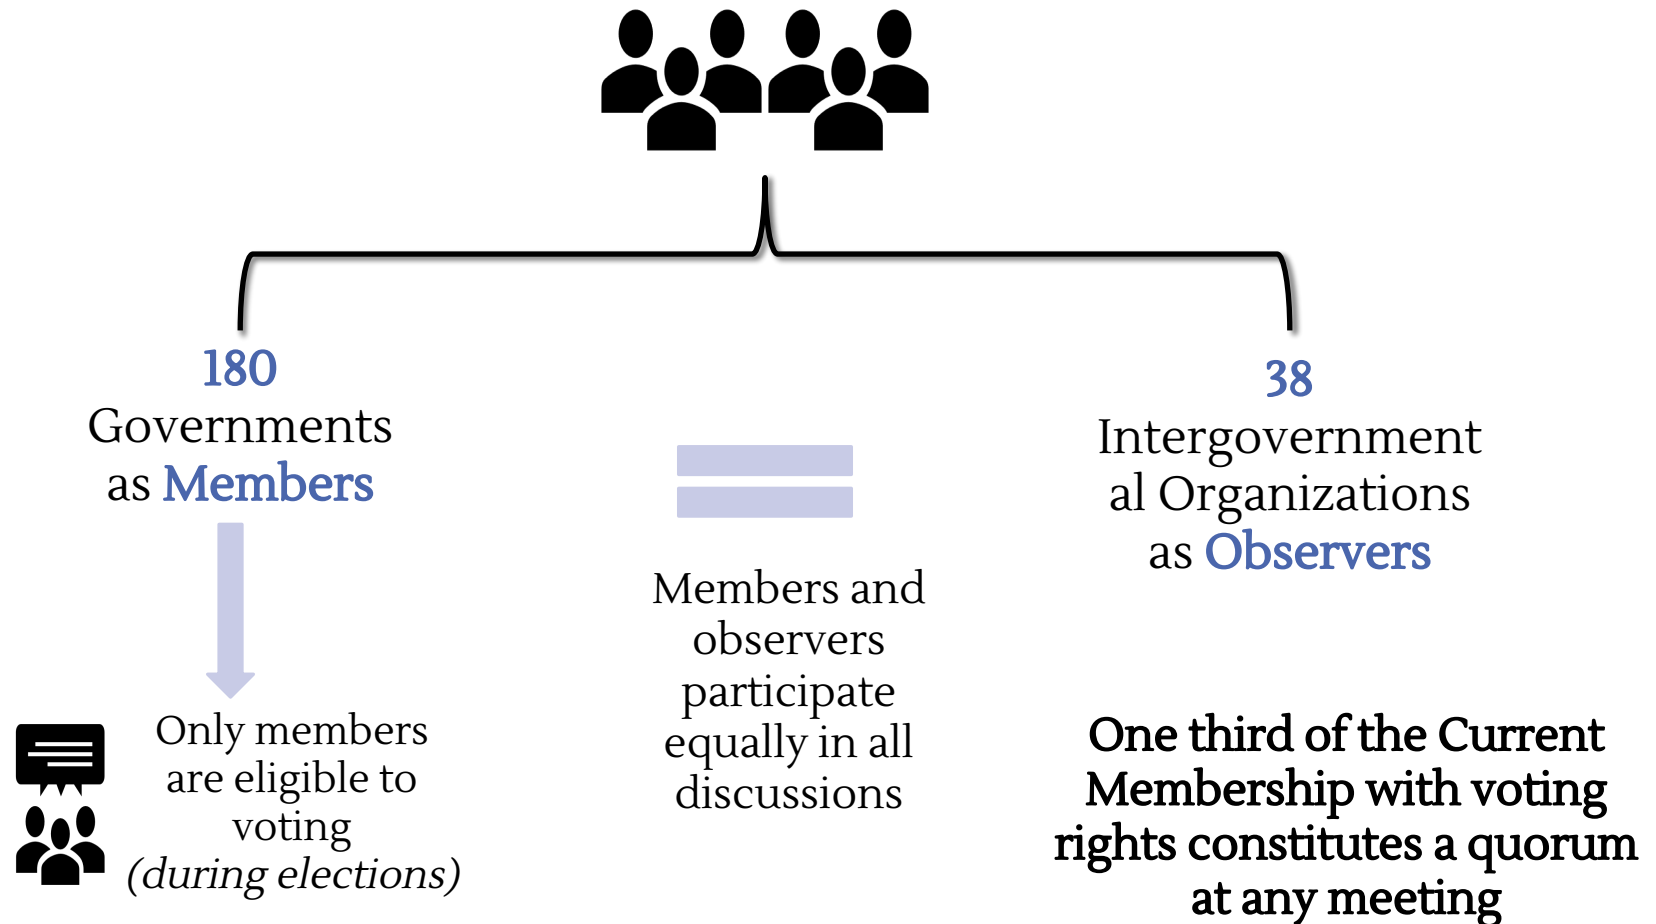 180
Governments
as Members
Only members
are eligible to
voting
(during elections)
Members and
observers
participate
equally in all
discussions
38
Intergovernment
al Organizations
as Observers
One third of the Current
Membership with voting
rights constitutes a quorum
at any meeting